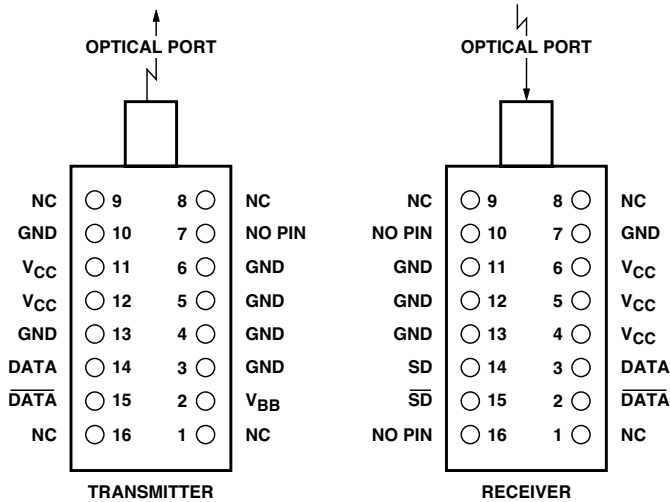 OPTICAL PORT OPTICAL PORT
NC 9 8 NC NC 9 8 NC
GND 10 7 NO PIN NO PIN 10 7 GND
VCC 11 6 GND GND 11 6 VCC
VCC 12 5 GND GND 12 5 VCC
GND 13 4 GND GND 13 4 VCC
DATA 14 3 GND SD 14 3 DATA
D̅A̅T̅A̅ 15 2 VBB S̅D̅ 15 2 D̅A̅T̅A̅
NC 16 1 NC NO PIN 16 1 NC
TRANSMITTER RECEIVER